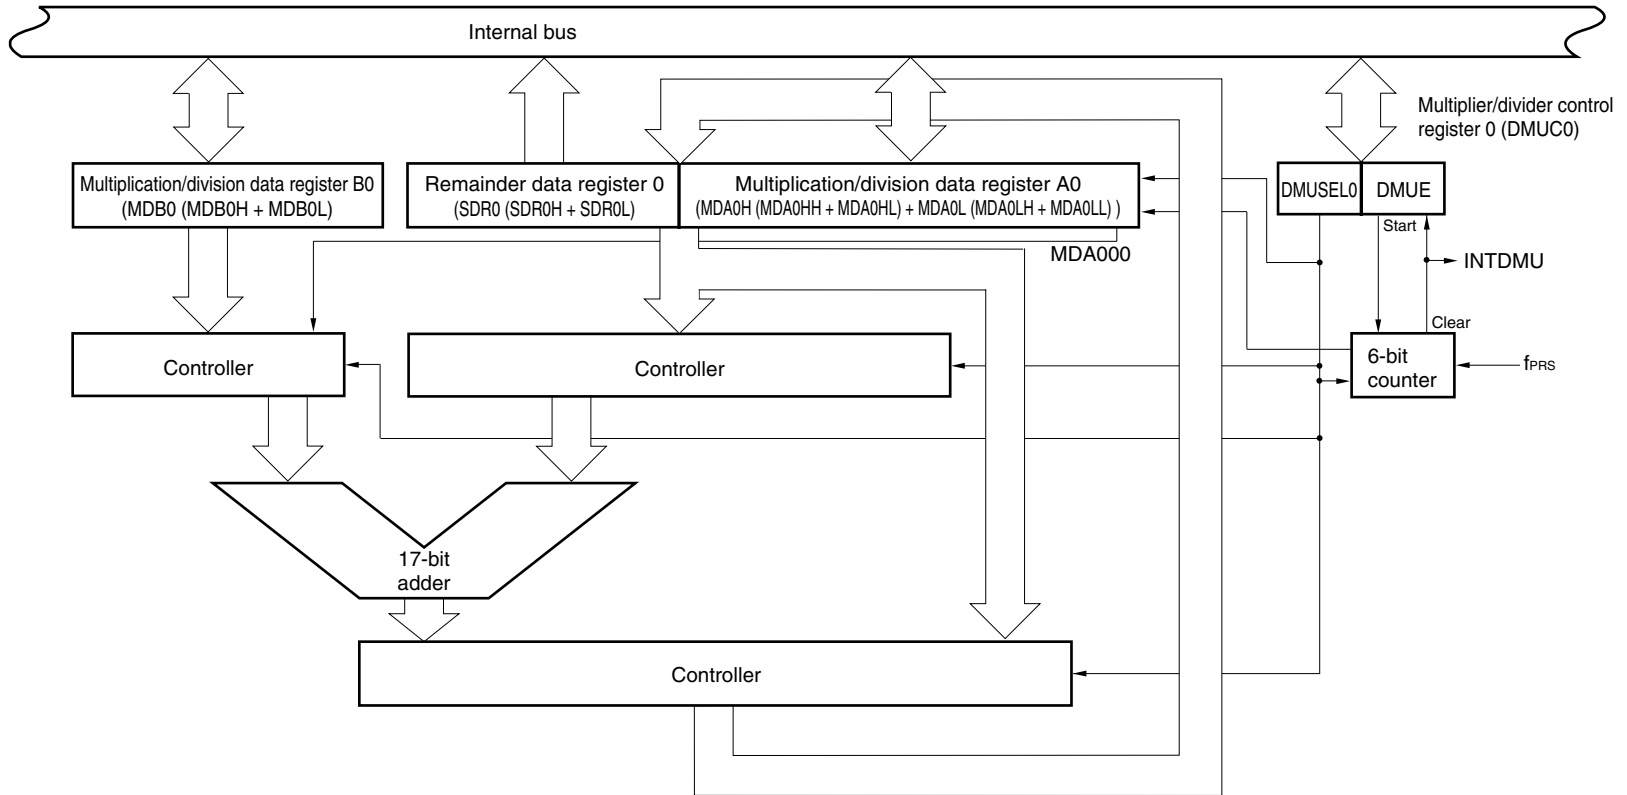 Internal bus
Multiplier/divider control
register 0 (DMUC0)
Multiplication/division data register B0
(MDB0 (MDB0H + MDB0L)
Remainder data register 0
(SDR0 (SDR0H + SDR0L)
Multiplication/division data register A0
(MDA0H (MDA0HH + MDA0HL) + MDA0L (MDA0LH + MDA0LL) )
DMUSEL0
DMUE
Start
MDA000
INTDMU
Clear
Controller
Controller
6-bit
counter
fPRS
17-bit
adder
Controller